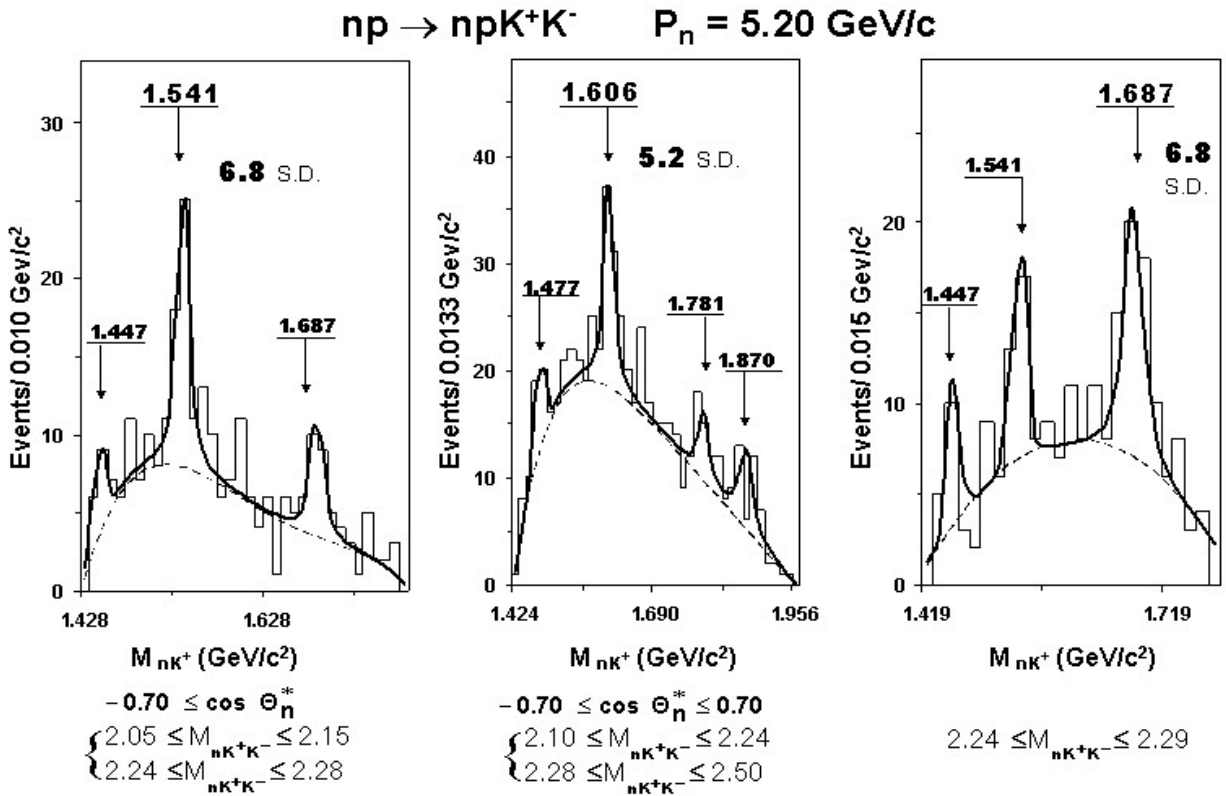 np → npK⁺K⁻ Pₙ = 5.20 GeV/c
1.541
6.8 S.D.
1.447
1.687
30
20
10
0
Events/ 0.010 Gev/c²
1.428 1.628
M nK⁺ (GeV/c²)
−0.70 ≤ cos Θ*n
2.05 ≤ M nK⁺K⁻ ≤ 2.15
2.24 ≤ M nK⁺K⁻ ≤ 2.28
1.606
5.2 S.D.
1.477
1.781
1.870
40
30
20
10
0
Events/ 0.0133 Gev/c²
1.424 1.690 1.956
M nK⁺ (GeV/c²)
−0.70 ≤ cos Θ*n ≤ 0.70
2.10 ≤ M nK⁺K⁻ ≤ 2.24
2.28 ≤ M nK⁺K⁻ ≤ 2.50
1.687
6.8
S.D.
1.541
1.447
20
10
0
Events/ 0.015 Gev/c²
1.419 1.719
M nK⁺ (GeV/c²)
2.24 ≤ M nK⁺K⁻ ≤ 2.29